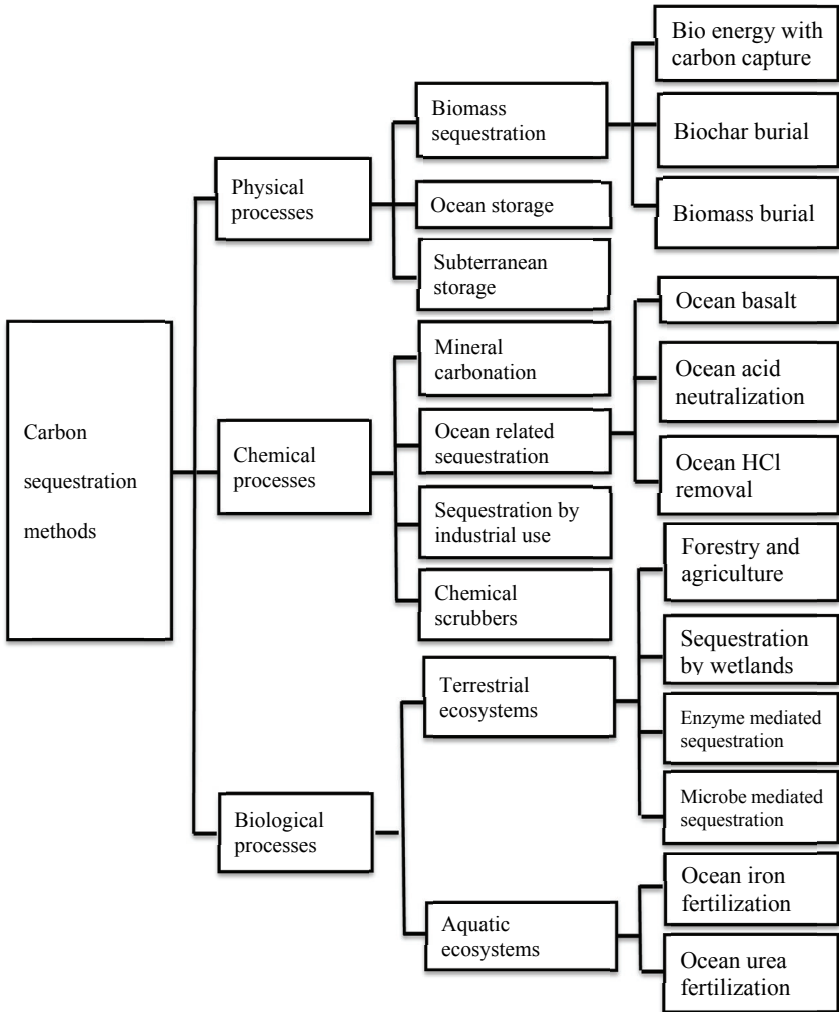 Carbon
sequestration
methods
Physical
processes
Biomass
sequestration
Bio energy with
carbon capture
Biochar burial
Biomass burial
Ocean storage
Subterranean
storage
Chemical
processes
Mineral
carbonation
Ocean related
sequestration
Ocean basalt
Ocean acid
neutralization
Ocean HCl
removal
Sequestration by
industrial use
Chemical
scrubbers
Biological
processes
Terrestrial
ecosystems
Forestry and
agriculture
Sequestration
by wetlands
Enzyme mediated
sequestration
Microbe mediated
sequestration
Aquatic
ecosystems
Ocean iron
fertilization
Ocean urea
fertilization